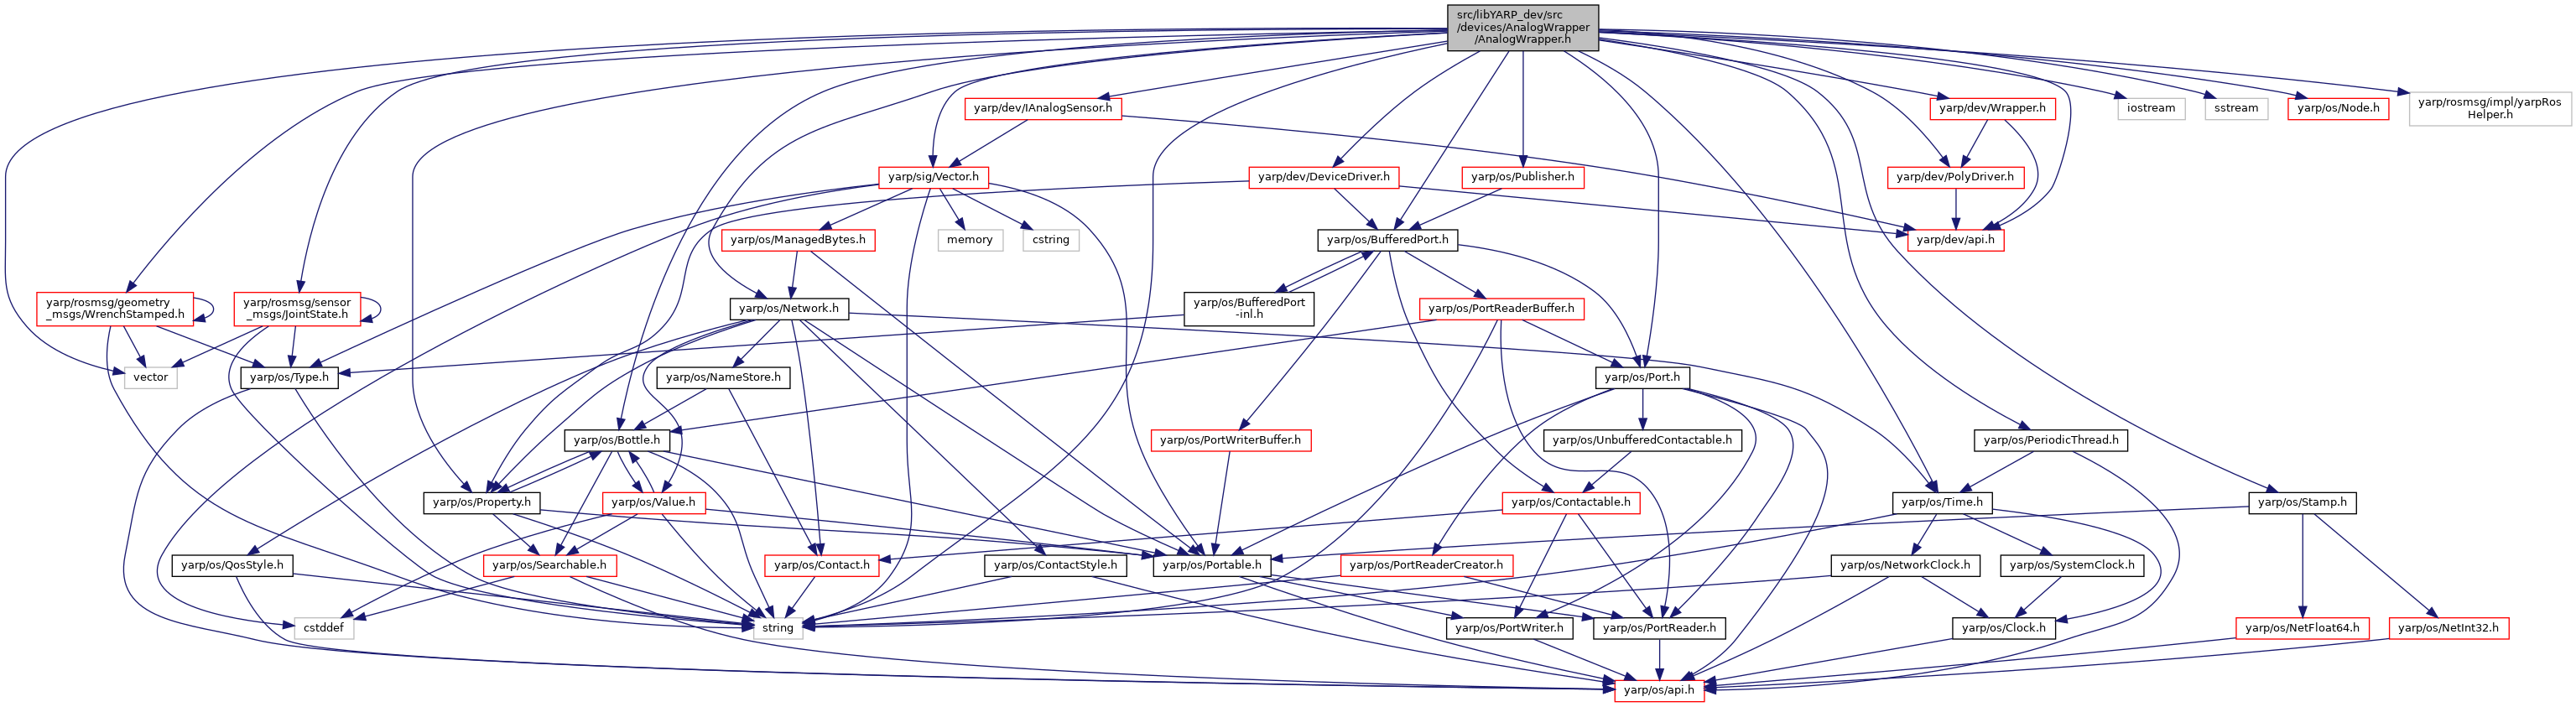 src/libYARP_dev/src
/devices/AnalogWrapper
/AnalogWrapper.h
yarp/dev/IAnalogSensor.h
yarp/dev/Wrapper.h
iostream
sstream
yarp/os/Node.h
yarp/rosmsg/impl/yarpRos
Helper.h
yarp/sig/Vector.h
yarp/dev/DeviceDriver.h
yarp/os/Publisher.h
yarp/dev/PolyDriver.h
yarp/os/ManagedBytes.h
memory
cstring
yarp/os/BufferedPort.h
yarp/dev/api.h
yarp/rosmsg/geometry
_msgs/WrenchStamped.h
yarp/rosmsg/sensor
_msgs/JointState.h
yarp/os/Network.h
yarp/os/BufferedPort
-inl.h
yarp/os/PortReaderBuffer.h
vector
yarp/os/Type.h
yarp/os/NameStore.h
yarp/os/Port.h
yarp/os/Bottle.h
yarp/os/PortWriterBuffer.h
yarp/os/UnbufferedContactable.h
yarp/os/PeriodicThread.h
yarp/os/Property.h
yarp/os/Value.h
yarp/os/Contactable.h
yarp/os/Time.h
yarp/os/Stamp.h
yarp/os/QosStyle.h
yarp/os/Searchable.h
yarp/os/Contact.h
yarp/os/ContactStyle.h
yarp/os/Portable.h
yarp/os/PortReaderCreator.h
yarp/os/NetworkClock.h
yarp/os/SystemClock.h
cstddef
string
yarp/os/PortWriter.h
yarp/os/PortReader.h
yarp/os/Clock.h
yarp/os/NetFloat64.h
yarp/os/NetInt32.h
yarp/os/api.h